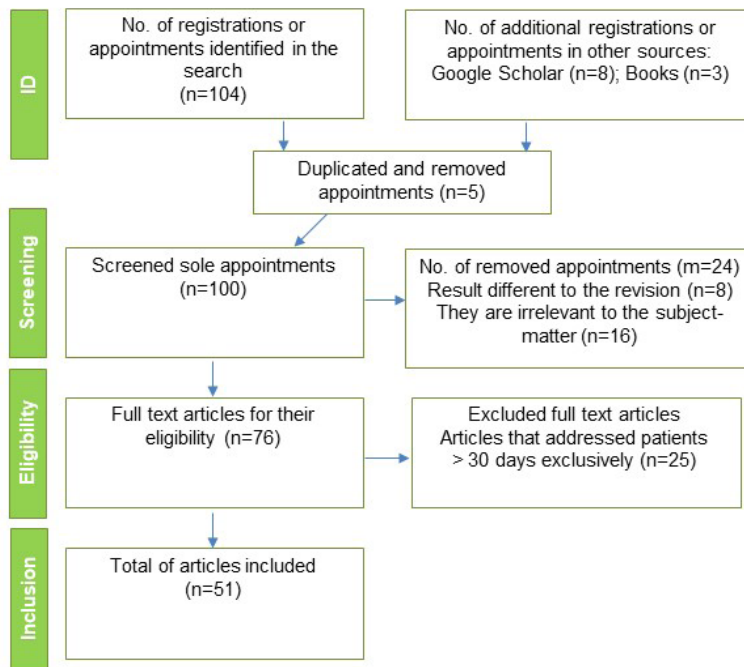 ID
No. of registrations or
appointments identified in the
search
(n=104)
No. of additional registrations or
appointments in other sources:
Google Scholar (n=8); Books (n=3)
Duplicated and removed
appointments (n=5)
Screening
Screened sole appointments
(n=100)
No. of removed appointments (m=24)
Result different to the revision (n=8)
They are irrelevant to the subject-
matter (n=16)
Eligibility
Full text articles for their
eligibility (n=76)
Excluded full text articles
Articles that addressed patients
> 30 days exclusively (n=25)
Inclusion
Total of articles included
(n=51)